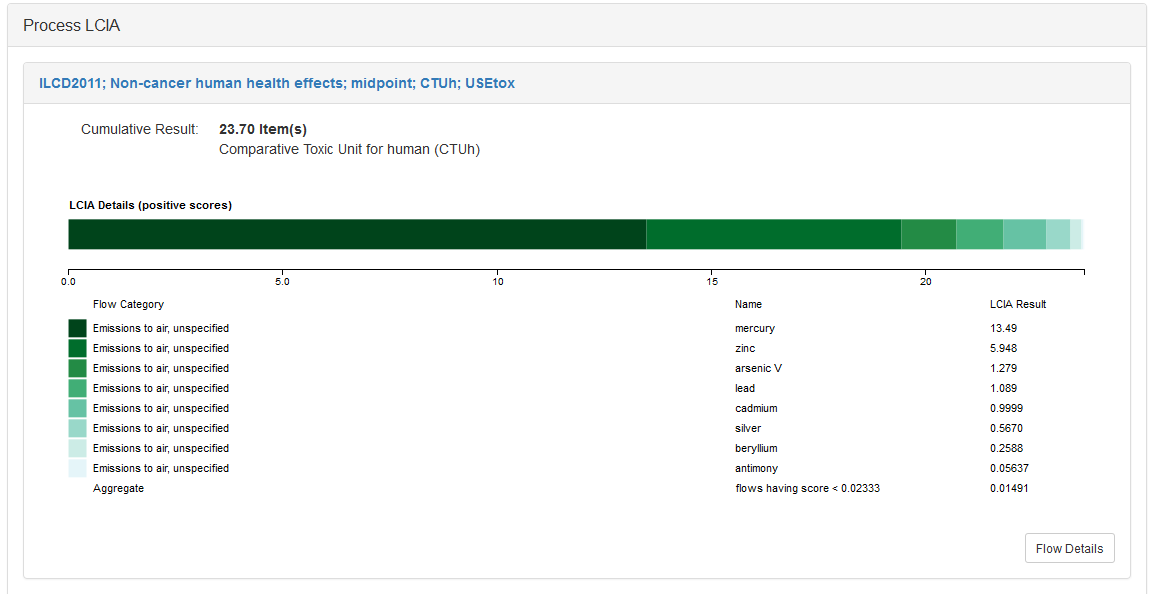 Process LCIA
ILCD2011; Non-cancer human health effects; midpoint; CTUh; USEtox
Cumulative Result: 23.70 Item(s)
Comparative Toxic Unit for human (CTUh)
LCIA Details (positive scores)
0.0 5.0 10 15 20
Flow Category Name LCIA Result
Emissions to air, unspecified mercury 13.49
Emissions to air, unspecified zinc 5.948
Emissions to air, unspecified arsenic V 1.279
Emissions to air, unspecified lead 1.089
Emissions to air, unspecified cadmium 0.9999
Emissions to air, unspecified silver 0.5670
Emissions to air, unspecified beryllium 0.2588
Emissions to air, unspecified antimony 0.05637
Aggregate flows having score < 0.02333 0.01491
Flow Details